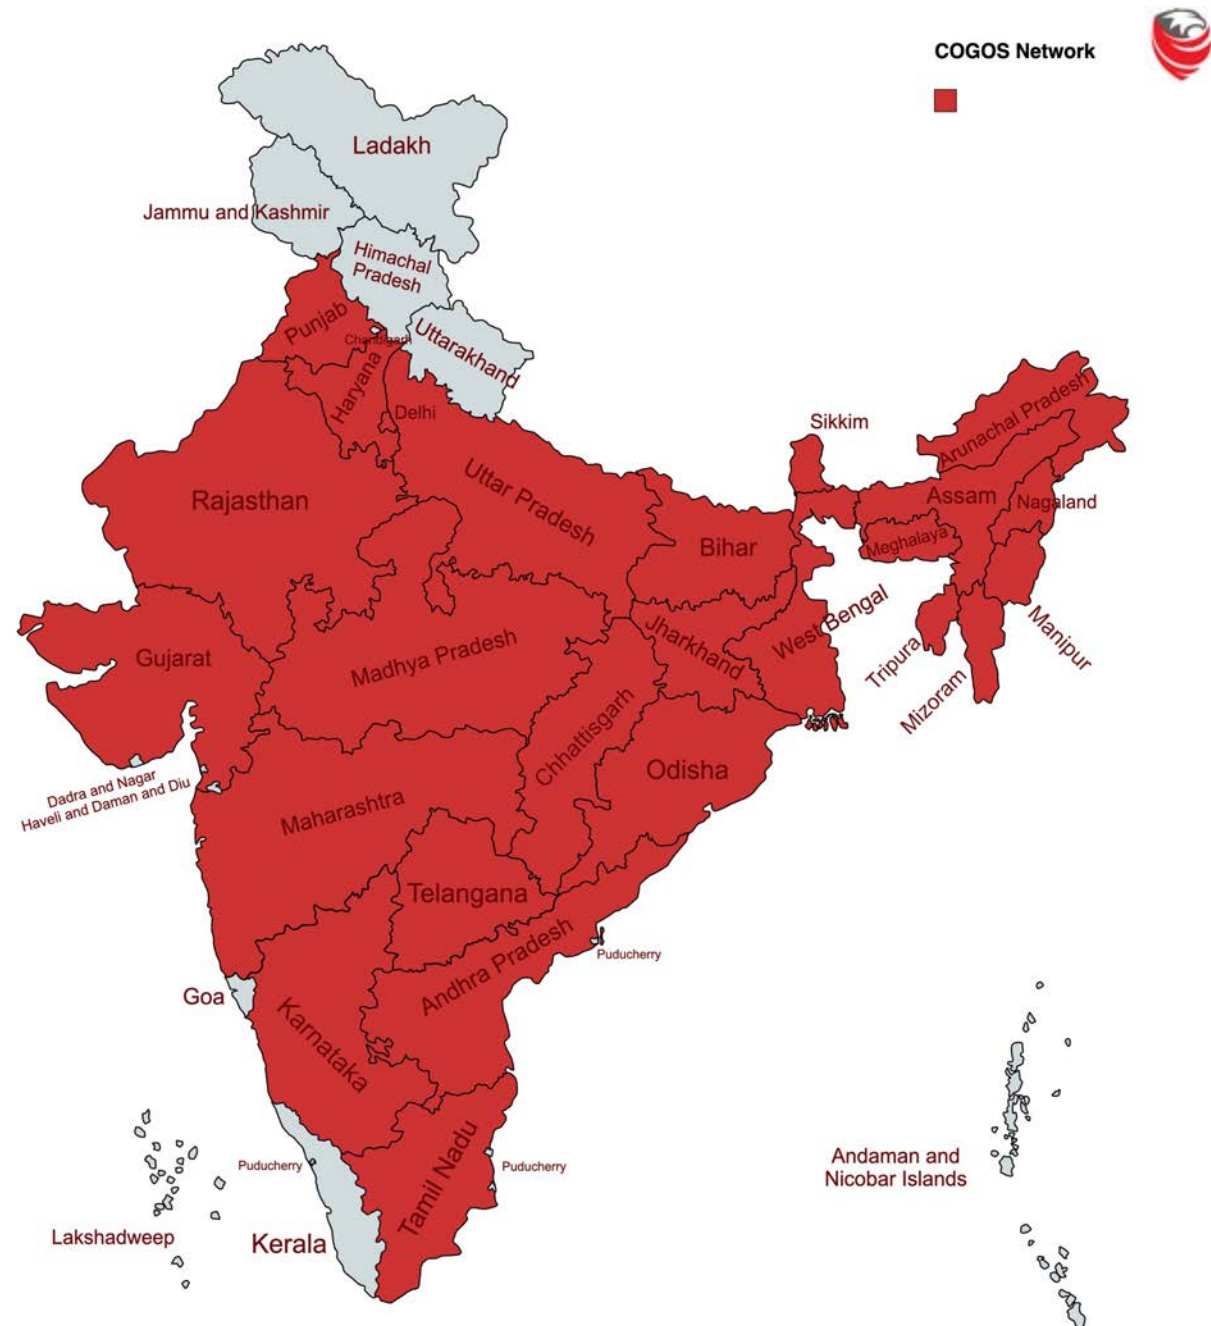 COGOS Network
Ladakh
Jammu and Kashmir
Himachal
Pradesh
Punjab
Chandigarh
Uttarakhand
Haryana
Delhi
Arunachal Pradesh
Sikkim
Rajasthan
Uttar Pradesh
Assam
Nagaland
Bihar
Meghalaya
Gujarat
Madhya Pradesh
Jharkhand
West Bengal
Tripura
Manipur
Mizoram
Chhattisgarh
Odisha
Dadra and Nagar
Haveli and Daman and Diu
Maharashtra
Telangana
Andhra Pradesh
Puducherry
Goa
Karnataka
Tamil Nadu
Puducherry
Puducherry
Andaman and
Nicobar Islands
Lakshadweep
Kerala